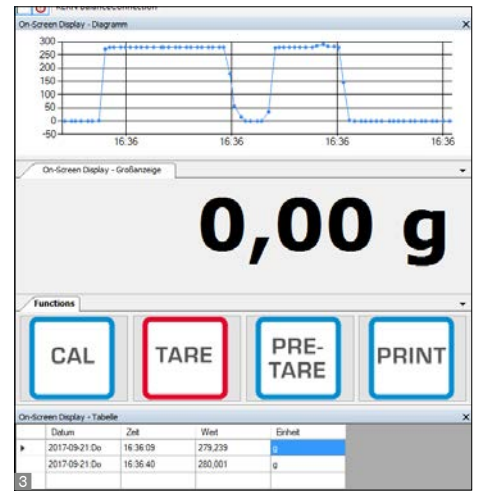 KERN BalanceConnection
On-Screen Display - Diagramm
300
250
200
150
100
50
0
-50
16:36 16:36 16:36 16:36
On-Screen Display - Großanzeige
0,00 g
Functions
CAL TARE PRE-TARE PRINT
On-Screen Display - Tabelle
Datum Zeit Wert Einheit
2017-09-21:Do 16:36:09 279,239 g
2017-09-21:Do 16:36:40 280,001 g
3